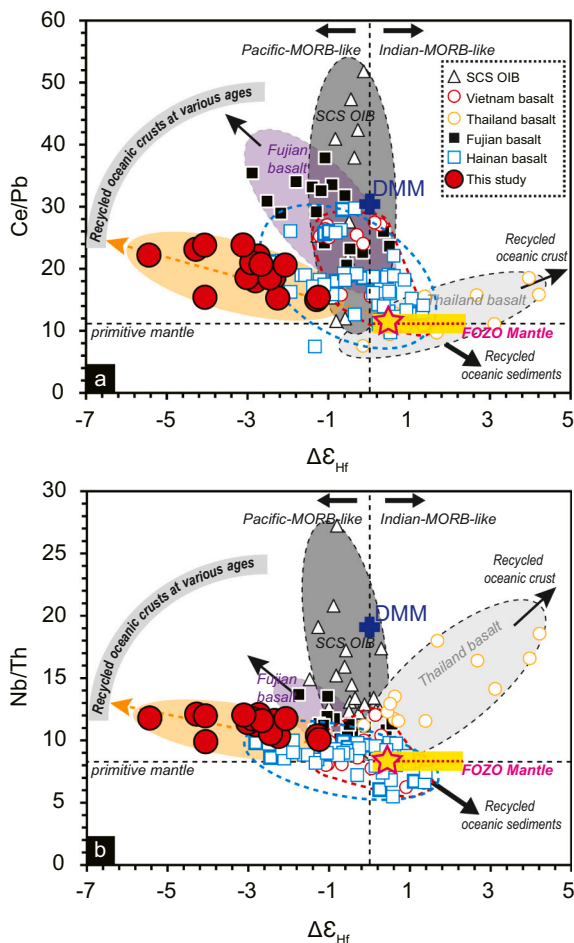 60
50
40
30
20
10
0
Ce/Pb
Pacific-MORB-like
Indian-MORB-like
SCS OIB
Vietnam basalt
Thailand basalt
Fujian basalt
Hainan basalt
This study
Recycled oceanic crusts at various ages
SCS OIB
Fujian
basalt
DMM
Recycled
oceanic crust
Thailand basalt
primitive mantle
FOZO Mantle
Recycled
oceanic sediments
a
-7
-5
-3
-1
1
3
5
ΔƐHf
30
25
20
15
10
5
0
Nb/Th
Pacific-MORB-like
Indian-MORB-like
Recycled oceanic crusts at various ages
Recycled
oceanic crust
DMM
SCS OIB
Thailand basalt
Fujian
basalt
primitive mantle
FOZO Mantle
Recycled
oceanic sediments
b
-7
-5
-3
-1
1
3
5
ΔƐHf